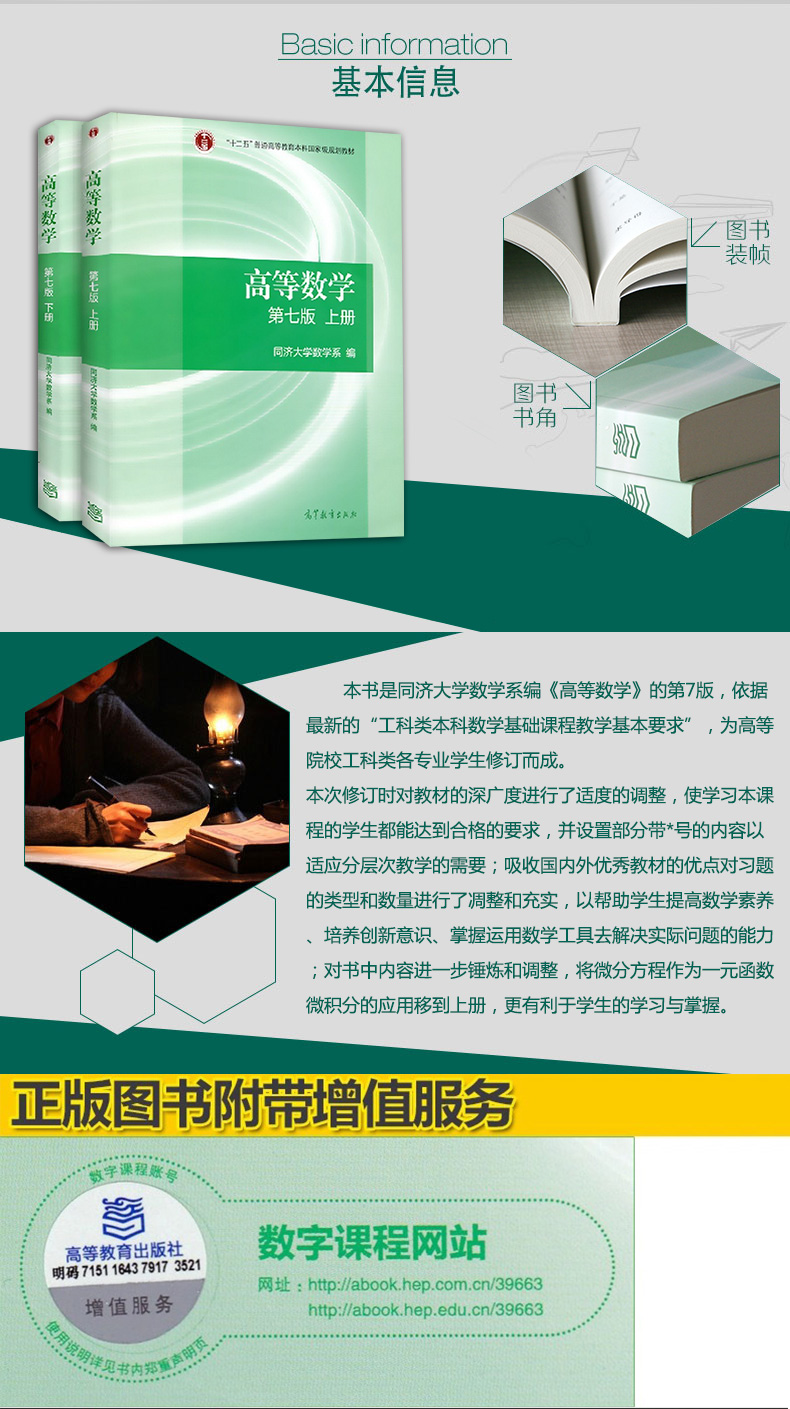 Basic information
基本信息
"十二五"普通高等教育本科国家级规划教材
高等数学
第七版 上册
同济大学数学系 编
高等教育出版社
高等数学
第七版 上册
同济大学数学系 编
高等数学
第七版 下册
同济大学数学系 编
图书
装帧
图书
书角
本书是同济大学数学系编《高等数学》的第7版，依据
最新的“工科类本科数学基础课程教学基本要求”，为高等
院校工科类各专业学生修订而成。
本次修订时对教材的深广度进行了适度的调整，使学习本课
程的学生都能达到合格的要求，并设置部分带*号的内容以
适应分层次教学的需要；吸收国内外优秀教材的优点对习题
的类型和数量进行了凋整和充实，以帮助学生提高数学素养
、培养创新意识、掌握运用数学工具去解决实际问题的能力
；对书中内容进一步锤炼和调整，将微分方程作为一元函数
微积分的应用移到上册，更有利于学生的学习与掌握。
正版图书附带增值服务
数字课程账号
高等教育出版社
明码 7151 1643 7917 3521
增值服务
使用说明详见书内郑重声明页
数字课程网站
网址：http://abook.hep.com.cn/39663
http://abook.hep.edu.cn/39663